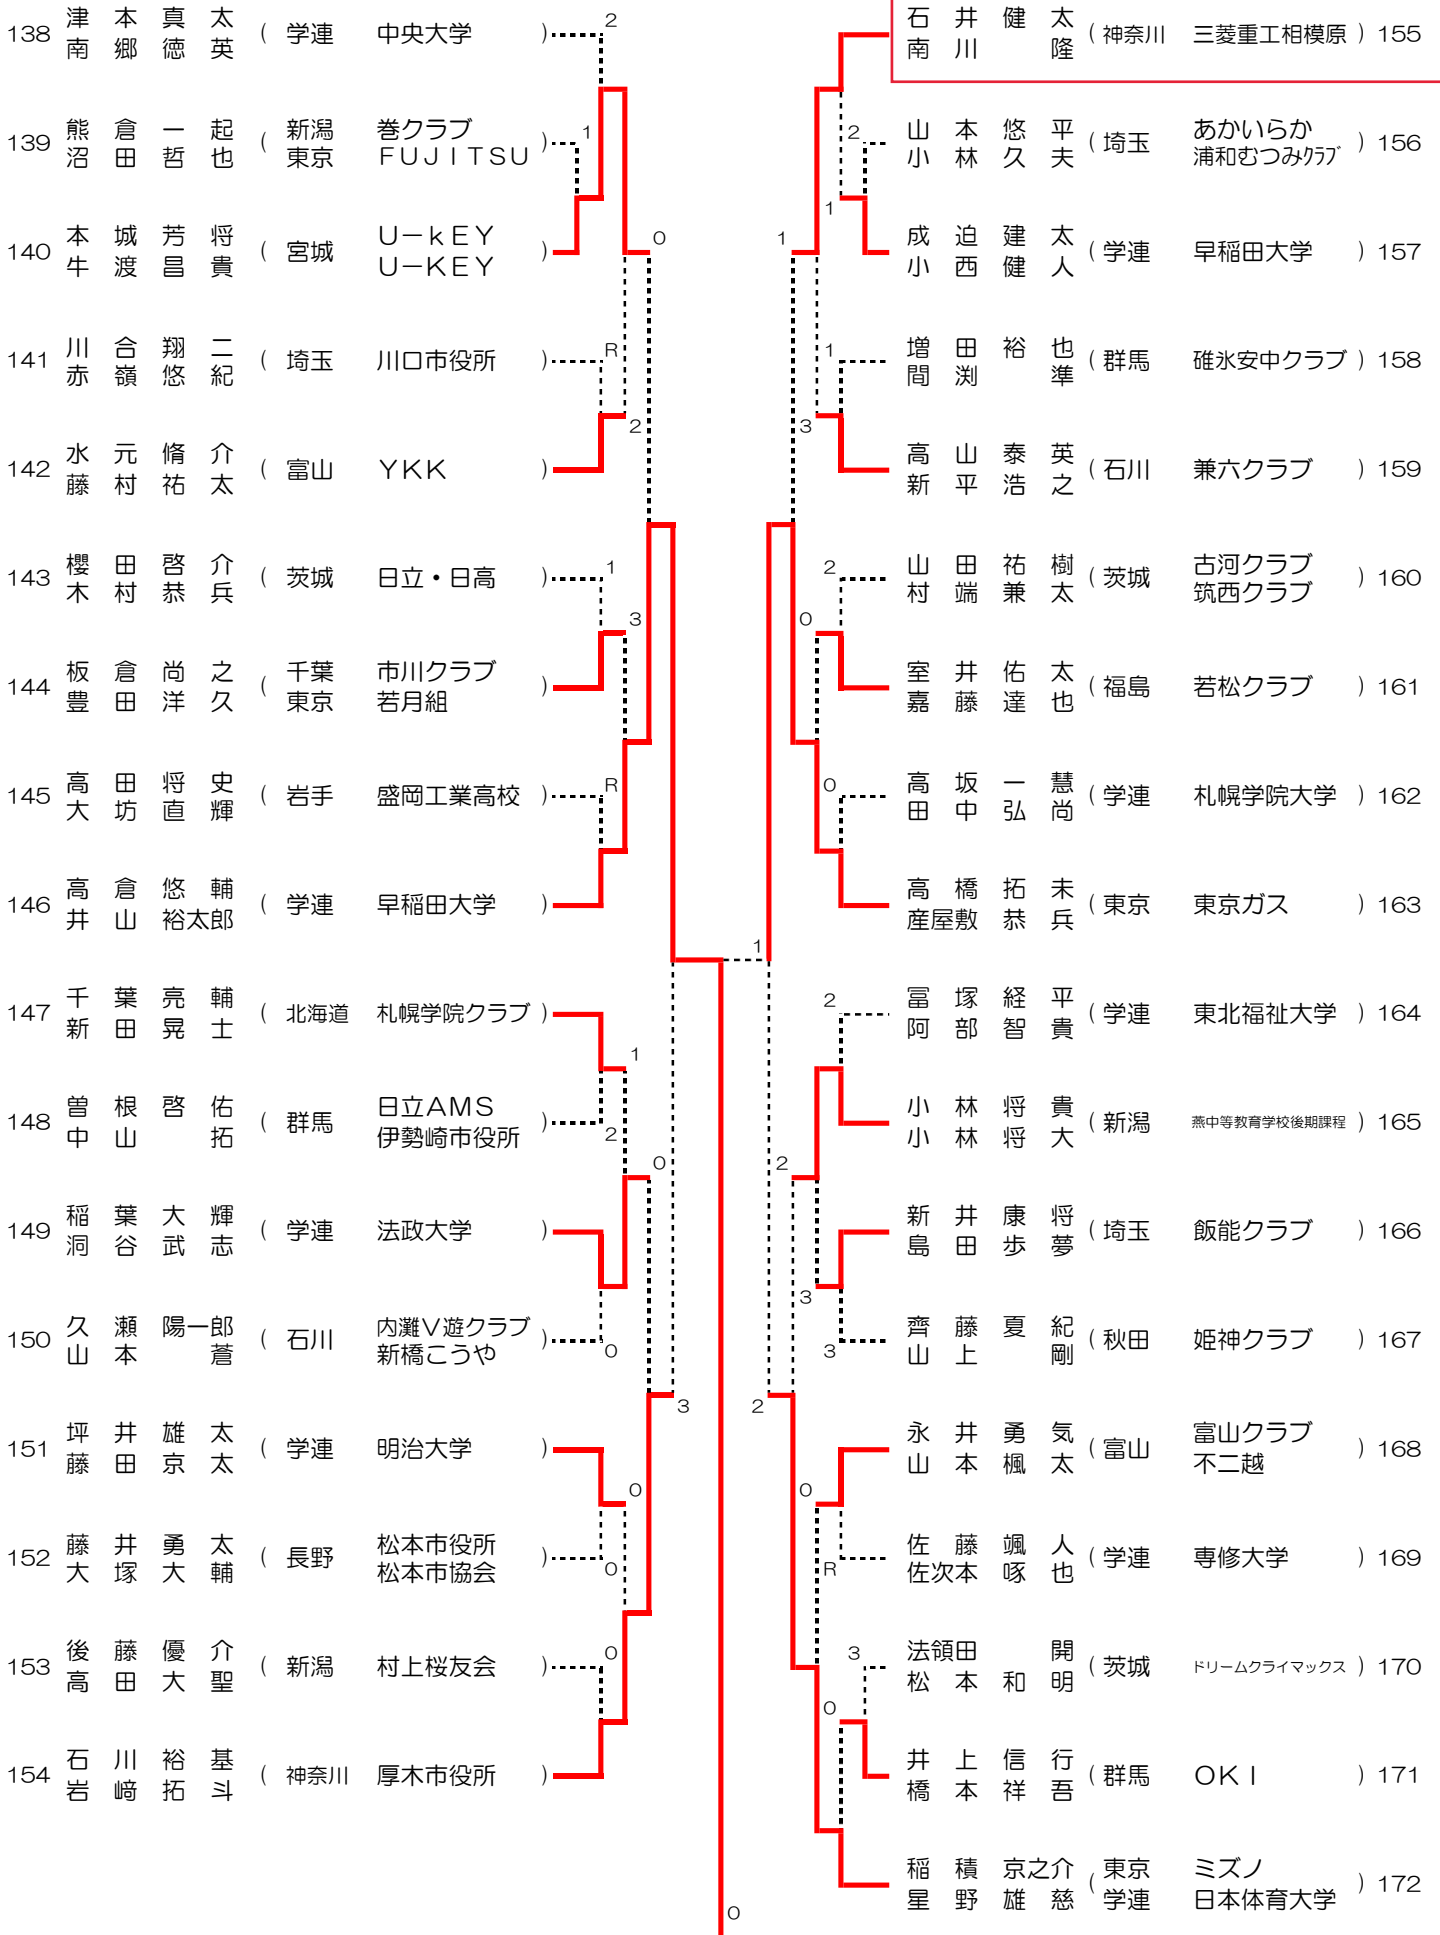 138 津本真太 南郷徳英 ( 学連 中央大学 ) 2
139 熊倉一起 沼田哲也 ( 新潟 東京 巻クラブ FUJITSU ) 1
140 本城芳将 牛渡昌貴 ( 宮城 U-kEY U-KEY )
0
141 川合翔二 赤嶺悠紀 ( 埼玉 川口市役所 ) R
2
142 水元脩介 藤村祐太 ( 富山 YKK )
143 櫻田啓介 木村恭兵 ( 茨城 日立・日高 ) 1
3
144 板倉尚之 豊田洋久 ( 千葉 東京 市川クラブ 若月組 )
145 高田将史 大坊直輝 ( 岩手 盛岡工業高校 ) R
146 高倉悠輔 井山裕太郎 ( 学連 早稲田大学 )
147 千葉亮輔 新田晃士 ( 北海道 札幌学院クラブ )
1
148 曽根啓佑 中山拓 ( 群馬 日立AMS 伊勢崎市役所 ) 2
0
149 稲葉大輝 洞谷武志 ( 学連 法政大学 )
150 久瀬陽一郎 山本蒼 ( 石川 内灘V遊クラブ 新橋こうや ) 0
3
151 坪井雄太 藤田京太 ( 学連 明治大学 )
0
152 藤井勇太 大塚大輔 ( 長野 松本市役所 松本市協会 ) 0
153 後藤優介 高田大聖 ( 新潟 村上桜友会 ) 0
154 石川裕基 岩﨑拓斗 ( 神奈川 厚木市役所 )
石井健太 南川隆 ( 神奈川 三菱重工相模原 ) 155
2 山本悠平 小林久夫 ( 埼玉 あかいらか 浦和むつみクラブ ) 156
1
1
成迫建太 小西健人 ( 学連 早稲田大学 ) 157
1 増田裕也 間渕準 ( 群馬 碓氷安中クラブ ) 158
3
高山泰英 新平浩之 ( 石川 兼六クラブ ) 159
2 山田祐樹 村端兼太 ( 茨城 古河クラブ 筑西クラブ ) 160
0
室井佑太 嘉藤達也 ( 福島 若松クラブ ) 161
0 高坂一慧 田中弘尚 ( 学連 札幌学院大学 ) 162
高橋拓未 産屋敷恭兵 ( 東京 東京ガス ) 163
1
2 冨塚経平 阿部智貴 ( 学連 東北福祉大学 ) 164
小林将貴 小林将大 ( 新潟 燕中等教育学校後期課程 ) 165
2
新井康将 島田歩夢 ( 埼玉 飯能クラブ ) 166
3
3 齊藤夏紀 山上剛 ( 秋田 姫神クラブ ) 167
2
永井勇気 山本楓太 ( 富山 富山クラブ 不二越 ) 168
0
R 佐藤颯人 佐次本啄也 ( 学連 専修大学 ) 169
3 法領田開 松本和明 ( 茨城 ドリームクライマックス ) 170
0
井上信行 橋本祥吾 ( 群馬 OKI ) 171
稲積京之介 星野雄慈 ( 東京 学連 ミズノ 日本体育大学 ) 172
0